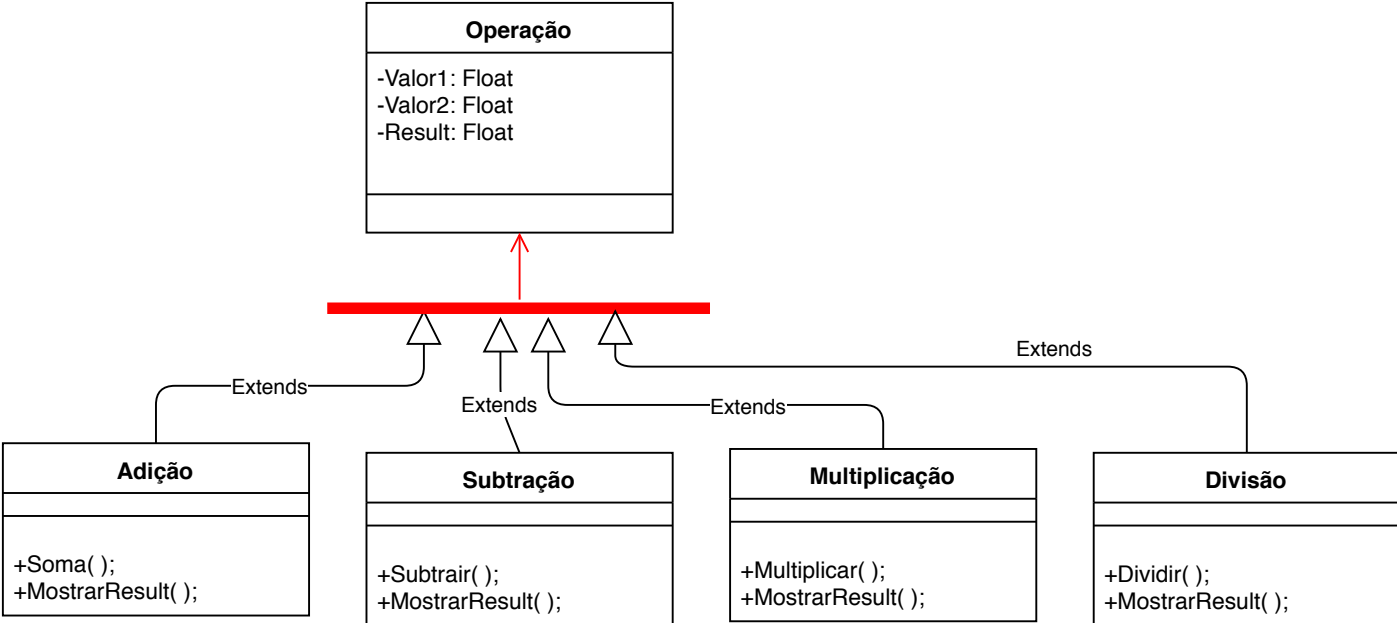 Operação
-Valor1: Float
-Valor2: Float
-Result: Float
Extends
Extends
Extends
Extends
Adição
+Soma( );
+MostrarResult( );
Subtração
+Subtrair( );
+MostrarResult( );
Multiplicação
+Multiplicar( );
+MostrarResult( );
Divisão
+Dividir( );
+MostrarResult( );